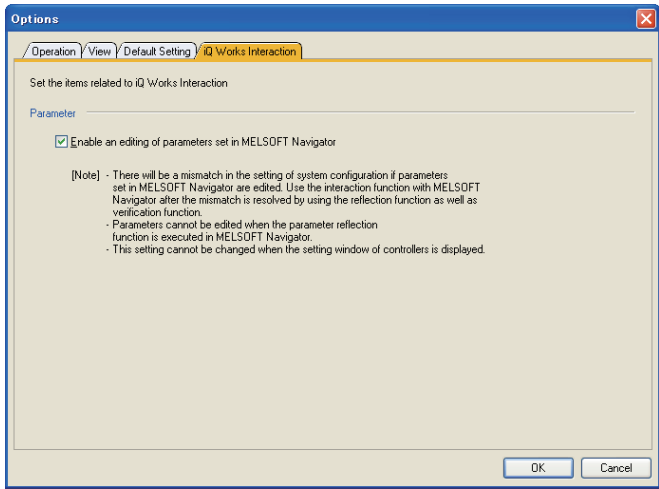 Options
Operation View Default Setting iQ Works Interaction
Set the items related to iQ Works Interaction
Parameter
Enable an editing of parameters set in MELSOFT Navigator
[Note] - There will be a mismatch in the setting of system configuration if parameters
set in MELSOFT Navigator are edited. Use the interaction function with MELSOFT
Navigator after the mismatch is resolved by using the reflection function as well as
verification function.
- Parameters cannot be edited when the parameter reflection
function is executed in MELSOFT Navigator.
- This setting cannot be changed when the setting window of controllers is displayed.
OK Cancel